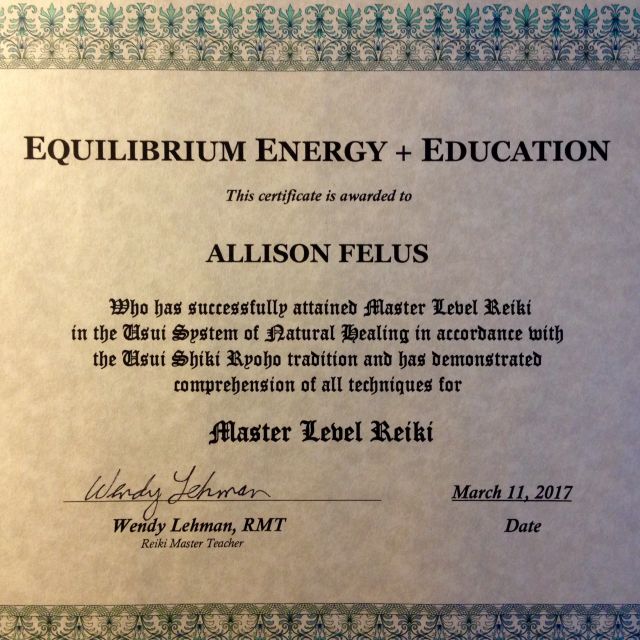 EQUILIBRIUM ENERGY + EDUCATION
This certificate is awarded to
ALLISON FELUS
Who has successfully attained Master Level Reiki
in the Usui System of Natural Healing in accordance with
the Usui Shiki Ryoho tradition and has demonstrated
comprehension of all techniques for
Master Level Reiki
Wendy Lehman March 11, 2017
Wendy Lehman, RMT Date
Reiki Master Teacher